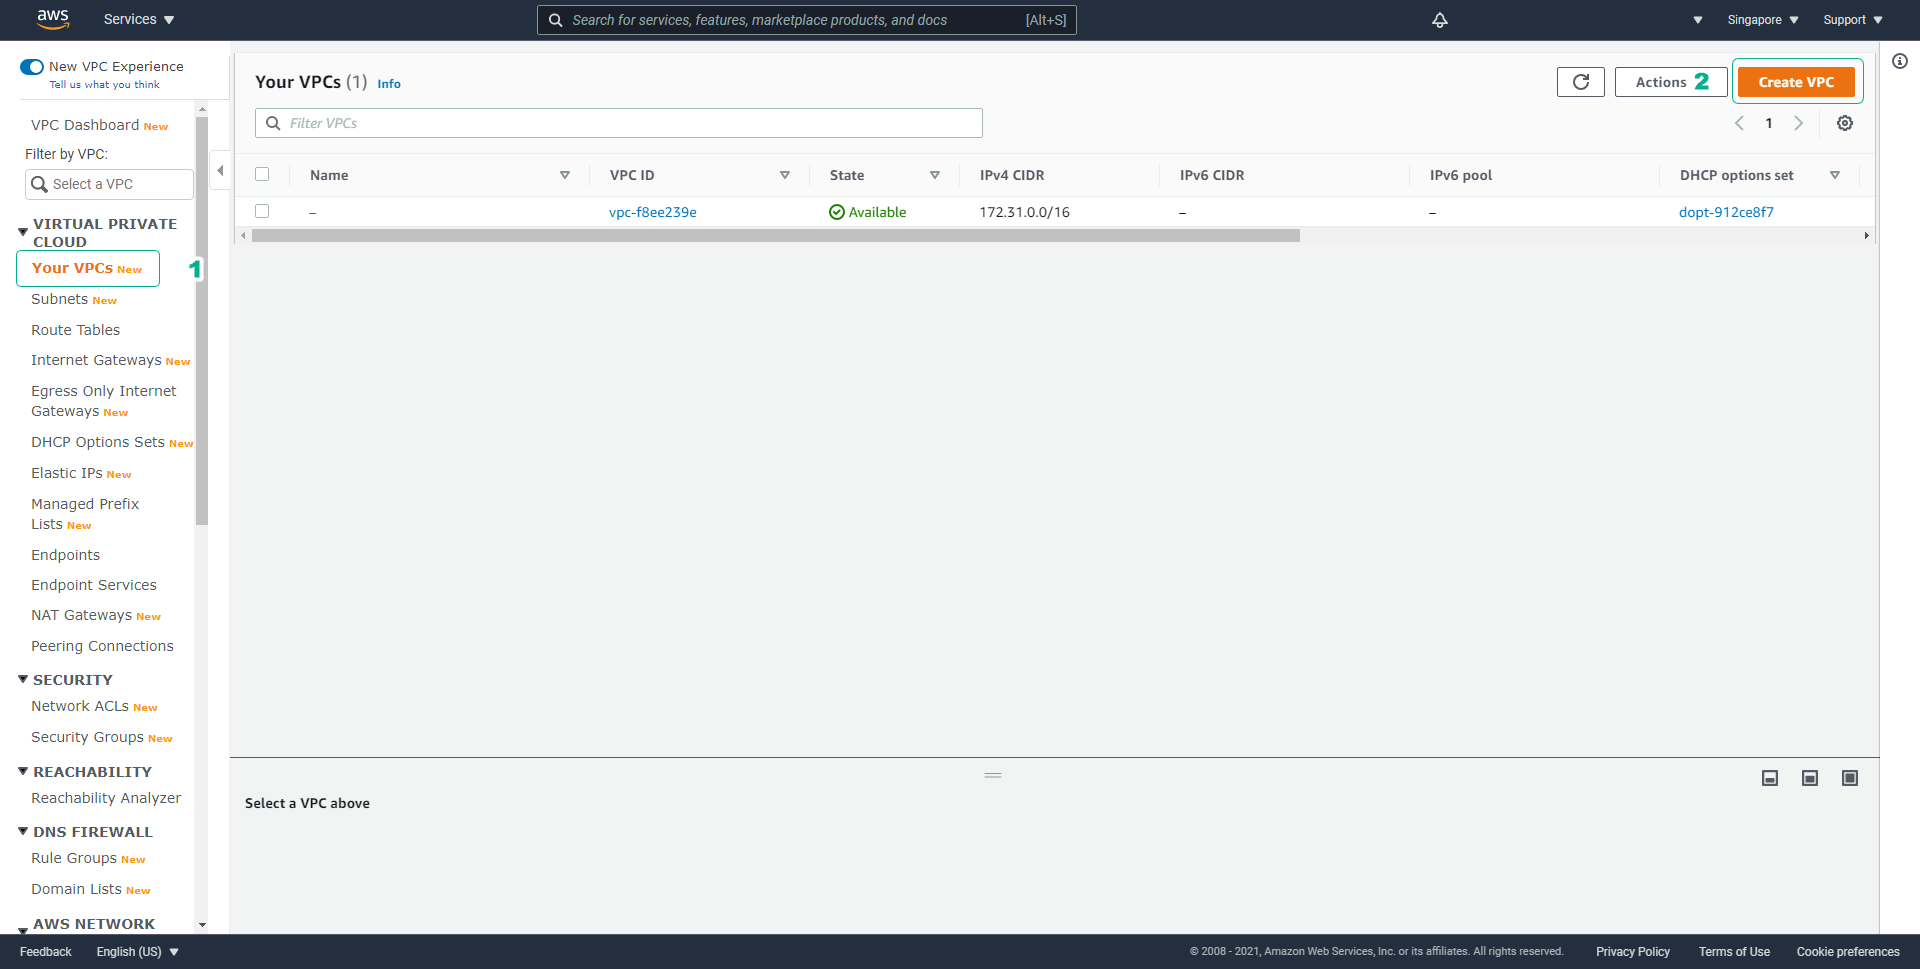 aws
Services
Search for services, features, marketplace products, and docs [Alt+S]
Singapore
Support
New VPC Experience
Tell us what you think
VPC Dashboard New
Filter by VPC:
Select a VPC
VIRTUAL PRIVATE
CLOUD
Your VPCs New
1
Subnets New
Route Tables
Internet Gateways New
Egress Only Internet
Gateways New
DHCP Options Sets New
Elastic IPs New
Managed Prefix
Lists New
Endpoints
Endpoint Services
NAT Gateways New
Peering Connections
SECURITY
Network ACLs New
Security Groups New
REACHABILITY
Reachability Analyzer
DNS FIREWALL
Rule Groups New
Domain Lists New
AWS NETWORK
Your VPCs (1) Info
Actions 2
Create VPC
Filter VPCs
1
Name VPC ID State IPv4 CIDR IPv6 CIDR IPv6 pool DHCP options set
– vpc-f8ee239e Available 172.31.0.0/16 – – dopt-912ce8f7
Select a VPC above
Feedback English (US) © 2008 - 2021, Amazon Web Services, Inc. or its affiliates. All rights reserved. Privacy Policy Terms of Use Cookie preferences